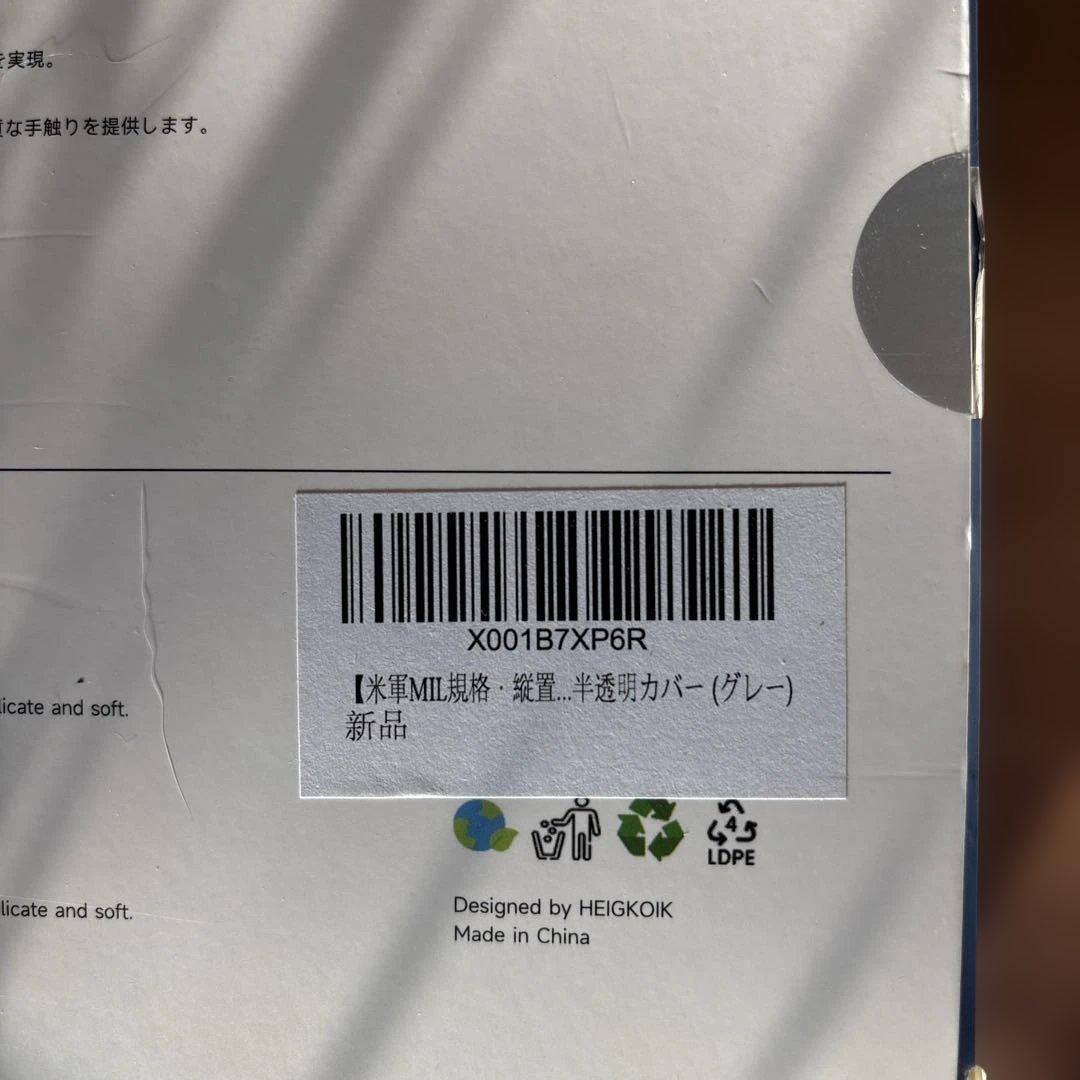 を実現。
な手触りを提供します。
X001B7XP6R
【米軍MIL規格・縦置...半透明カバー (グレー)
新品
licate and soft.
4
LDPE
licate and soft.
Designed by HEIGKOIK
Made in China